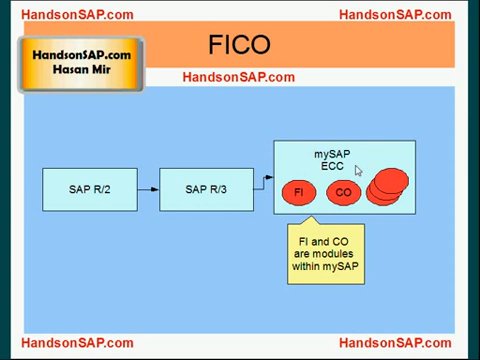 HandsonSAP.com
HandsonSAP.com
FICO
HandsonSAP.com
Hasan Mir
HandsonSAP.com
mySAP
ECC
SAP R/2
SAP R/3
FI
CO
FI and CO
are modules
within mySAP
HandsonSAP.com
HandsonSAP.com